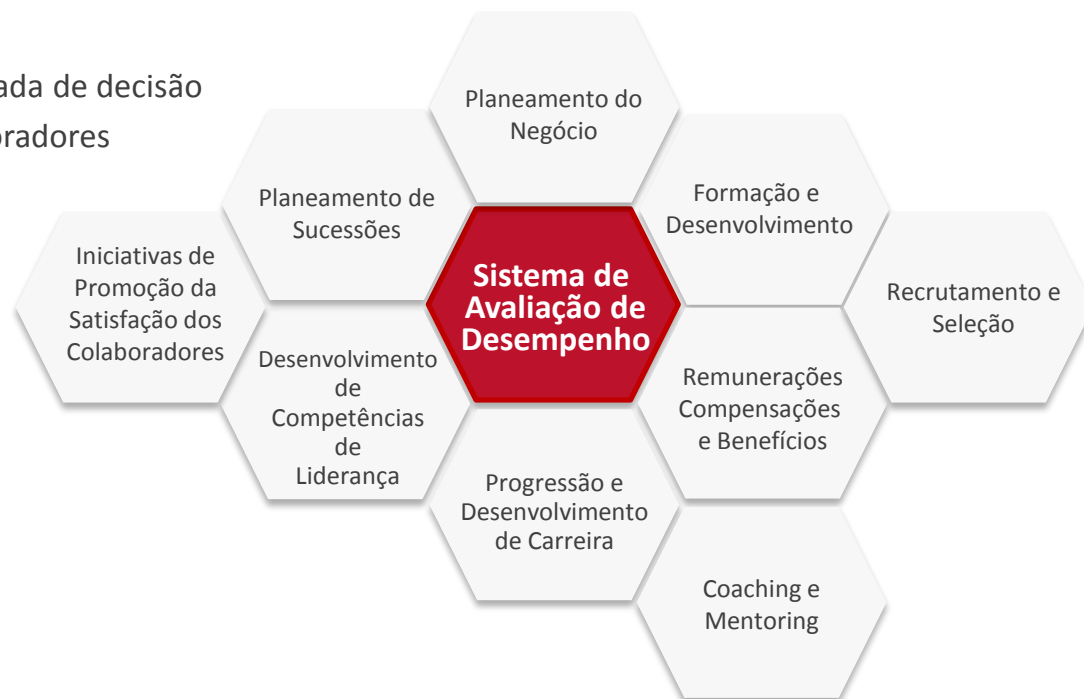 de decisão
Planeamento do
Negócio
Planeamento de
Sucessões
Formação e
Desenvolvimento
Iniciativas de
Promoção da
Satisfação dos
Colaboradores
Sistema de
Avaliação de
Desempenho
Recrutamento e
Seleção
Desenvolvimento
de
Competências
de
Liderança
Remunerações
Compensações
e Benefícios
Progressão e
Desenvolvimento
de Carreira
Coaching e
Mentoring